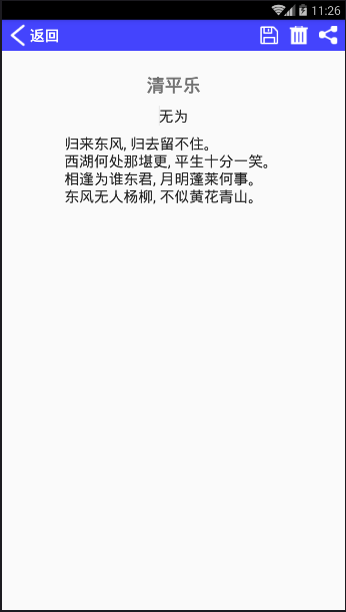 11:26
返回
清平乐
无为
归来东风, 归去留不住。
西湖何处那堪更, 平生十分一笑。
相逢为谁东君, 月明蓬莱何事。
东风无人杨柳, 不似黄花青山。